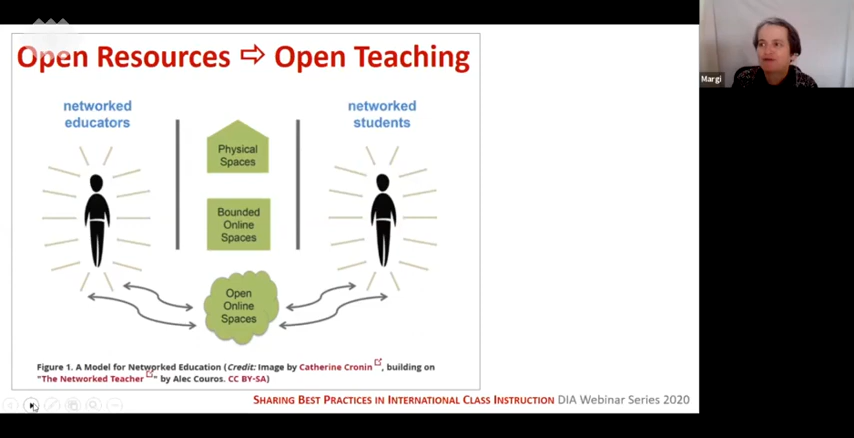 Open Resources ⇨ Open Teaching
networked
educators
networked
students
Physical
Spaces
Bounded
Online
Spaces
Open
Online
Spaces
Figure 1. A Model for Networked Education (Credit: Image by Catherine Cronin, building on
"The Networked Teacher" by Alec Couros. CC BY-SA)
SHARING BEST PRACTICES IN INTERNATIONAL CLASS INSTRUCTION DIA Webinar Series 2020
Margi